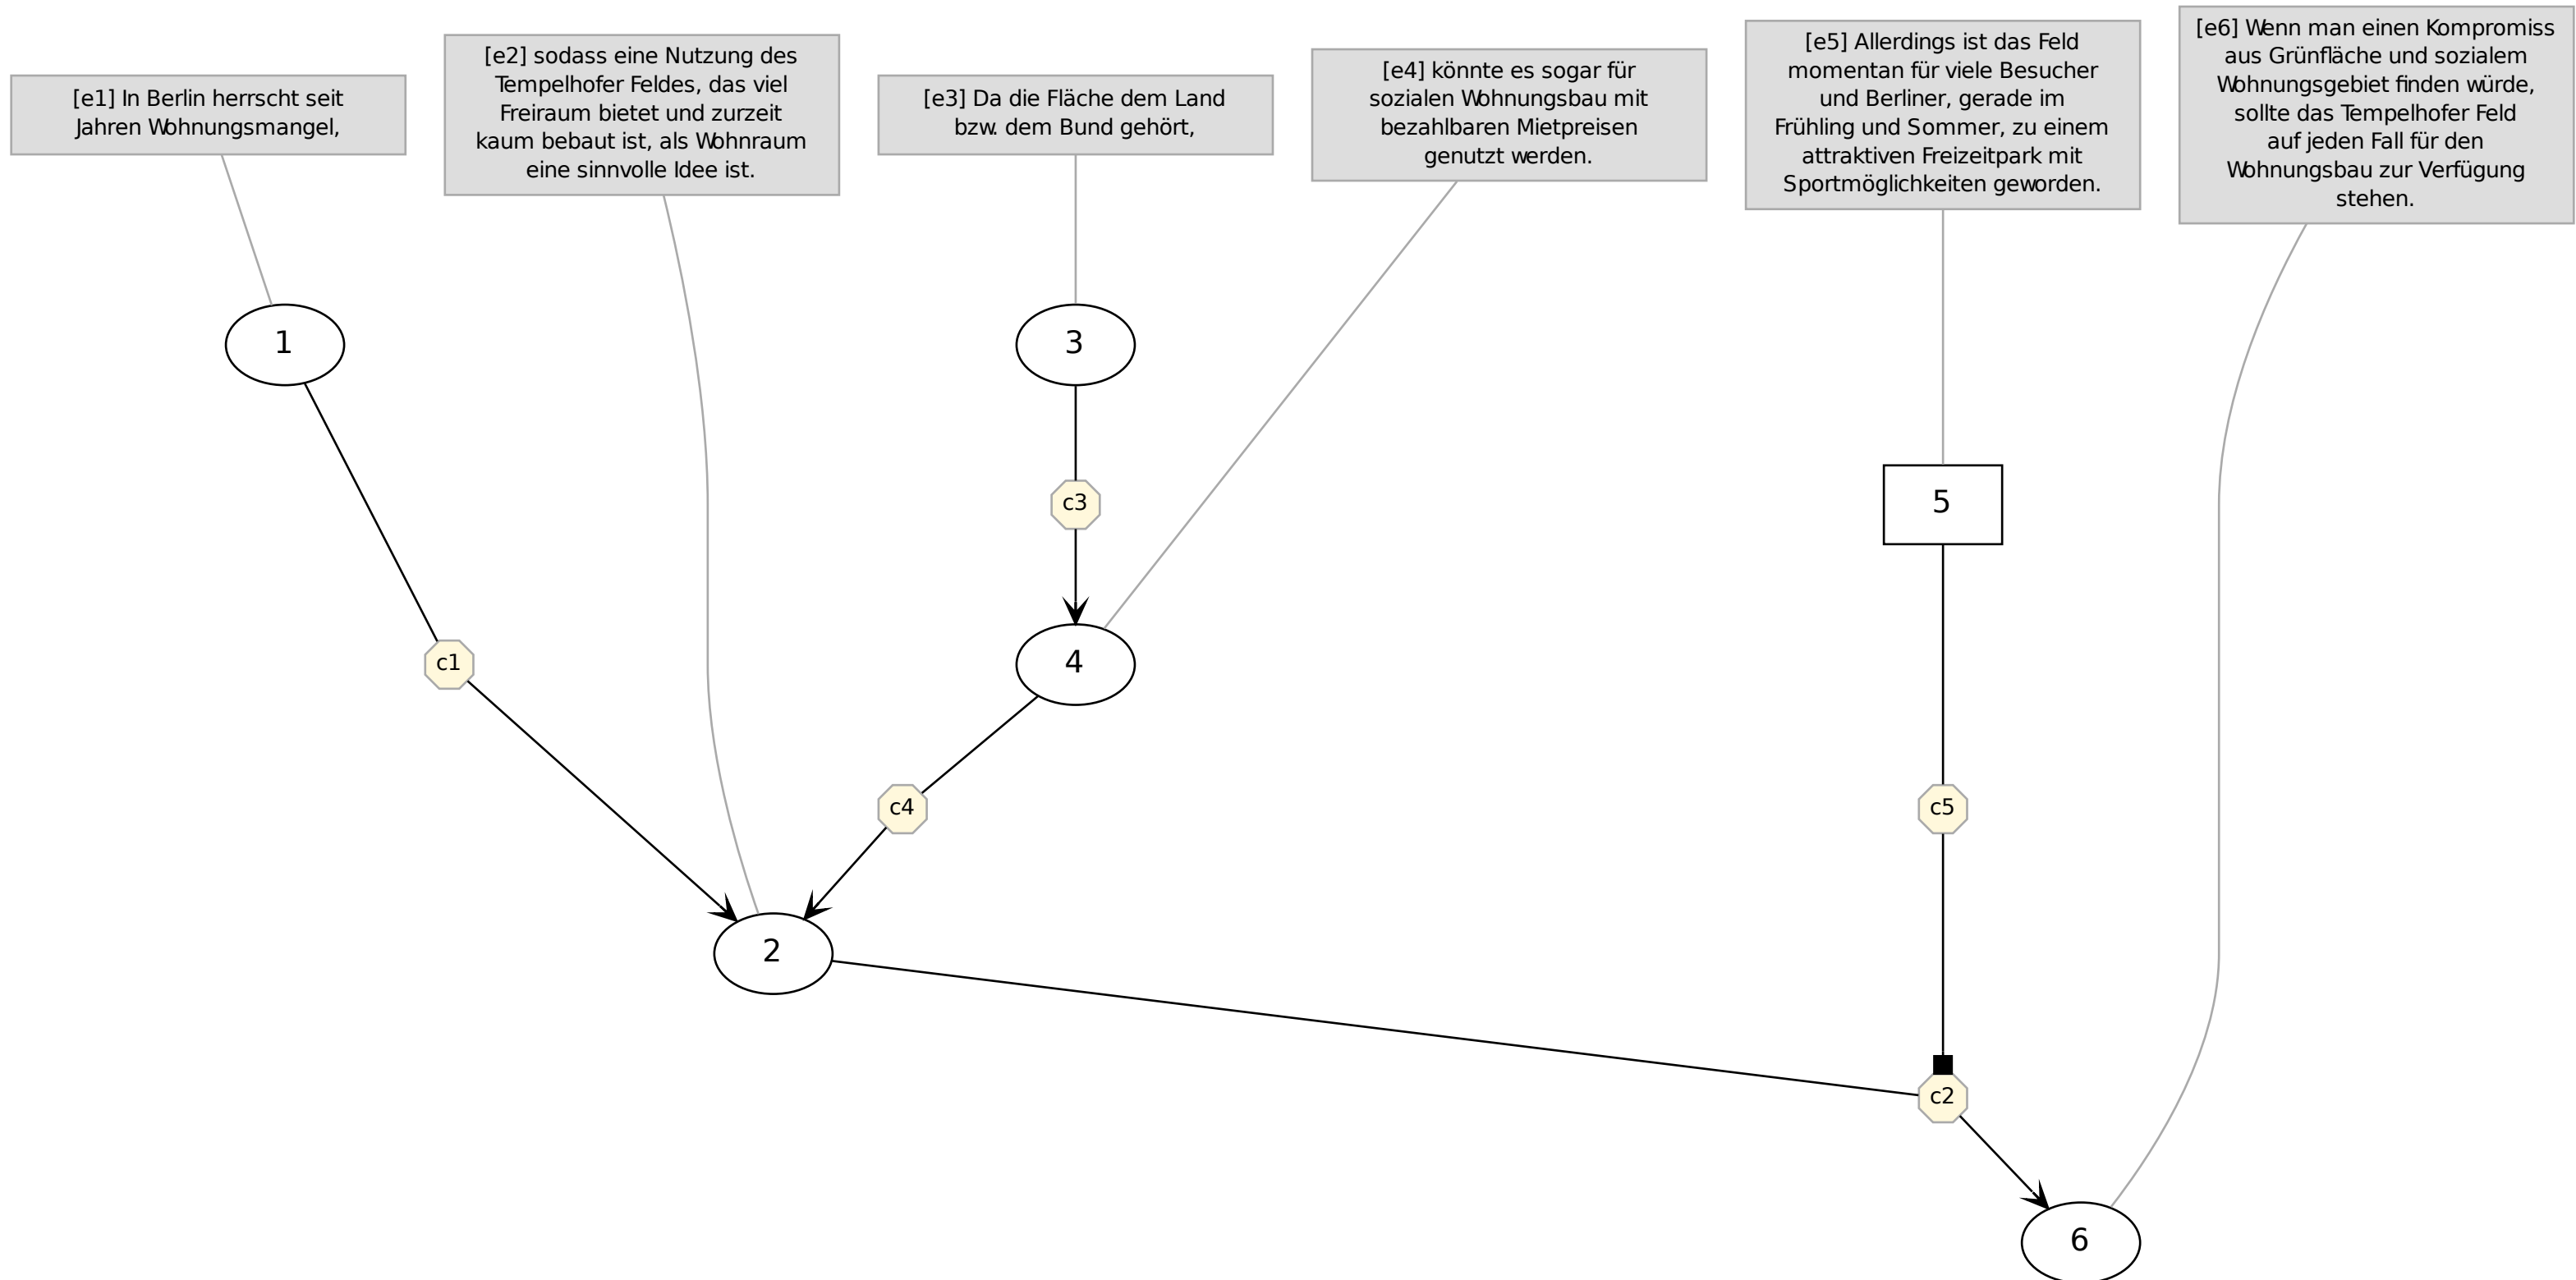 [e1] In Berlin herrscht seit
Jahren Wohnungsmangel,
[e2] sodass eine Nutzung des
Tempelhofer Feldes, das viel
Freiraum bietet und zurzeit
kaum bebaut ist, als Wohnraum
eine sinnvolle Idee ist.
[e3] Da die Fläche dem Land
bzw. dem Bund gehört,
[e4] könnte es sogar für
sozialen Wohnungsbau mit
bezahlbaren Mietpreisen
genutzt werden.
[e5] Allerdings ist das Feld
momentan für viele Besucher
und Berliner, gerade im
Frühling und Sommer, zu einem
attraktiven Freizeitpark mit
Sportmöglichkeiten geworden.
[e6] Wenn man einen Kompromiss
aus Grünfläche und sozialem
Wohnungsgebiet finden würde,
sollte das Tempelhofer Feld
auf jeden Fall für den
Wohnungsbau zur Verfügung
stehen.
1
3
c3
5
c1
4
c4
c5
2
c2
6